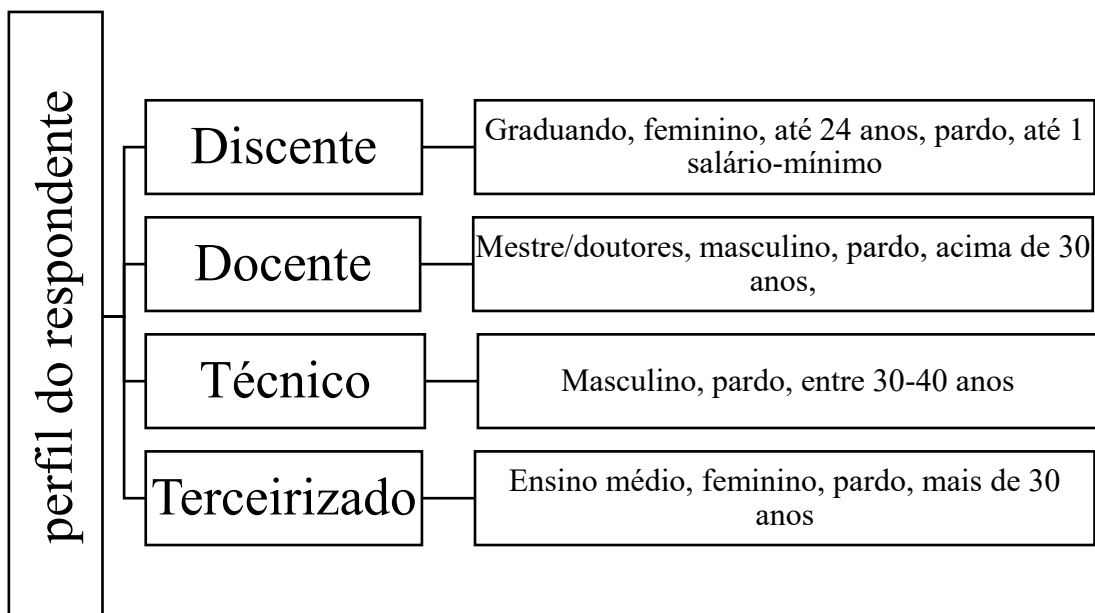 perfil do respondente
Discente
Graduando, feminino, até 24 anos, pardo, até 1
salário-mínimo
Docente
Mestre/doutores, masculino, pardo, acima de 30
anos,
Técnico
Masculino, pardo, entre 30-40 anos
Terceirizado
Ensino médio, feminino, pardo, mais de 30
anos